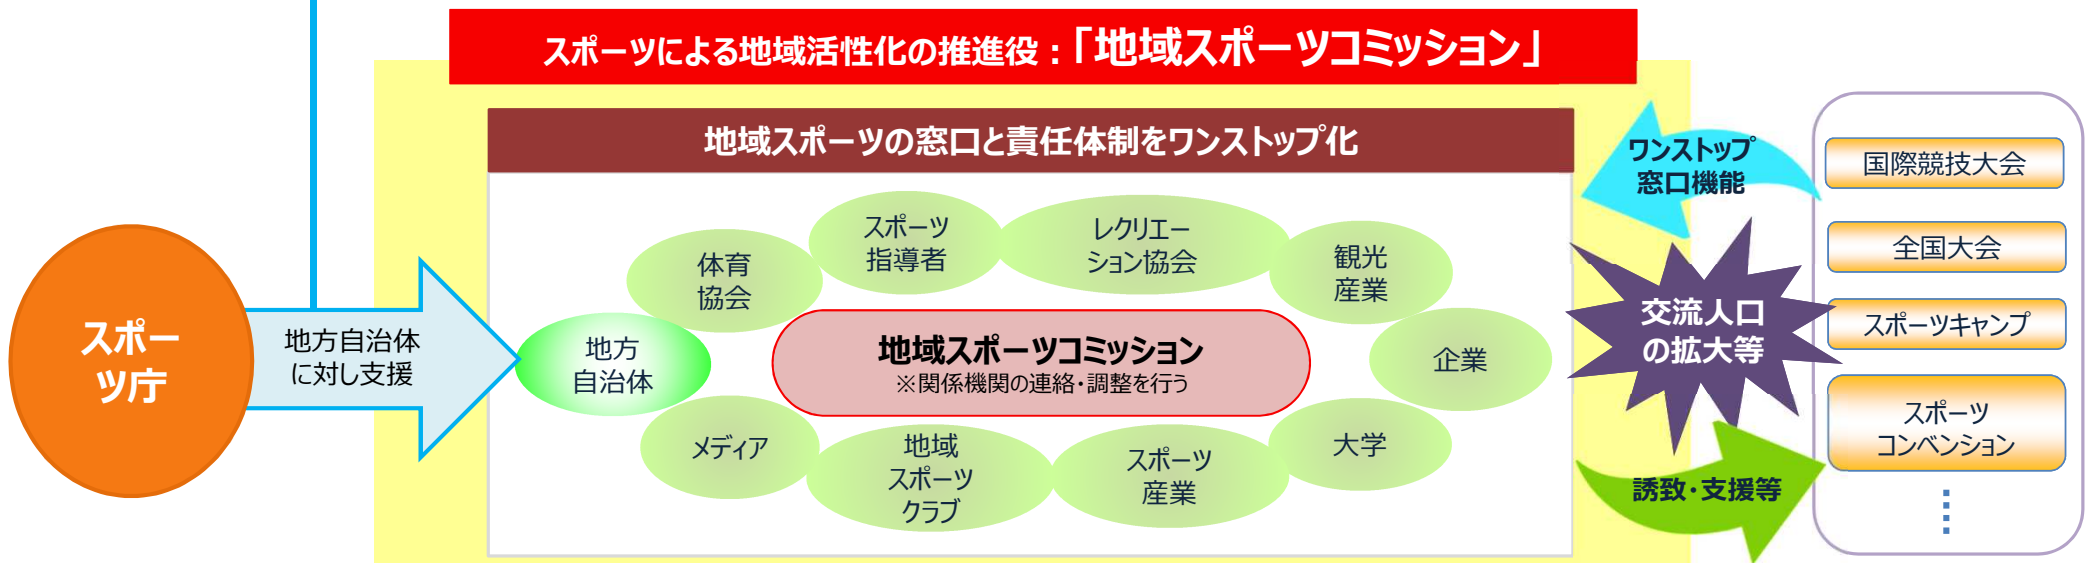 スポーツによる地域活性化の推進役：「地域スポーツコミッション」
地域スポーツの窓口と責任体制をワンストップ化
スポー
ツ庁
地方自治体
に対し支援
地方
自治体
体育
協会
スポーツ
指導者
レクリエー
ション協会
観光
産業
企業
大学
スポーツ
産業
地域
スポーツ
クラブ
メディア
地域スポーツコミッション
※関係機関の連絡・調整を行う
ワンストップ
窓口機能
交流人口
の拡大等
誘致・支援等
国際競技大会
全国大会
スポーツキャンプ
スポーツ
コンベンション